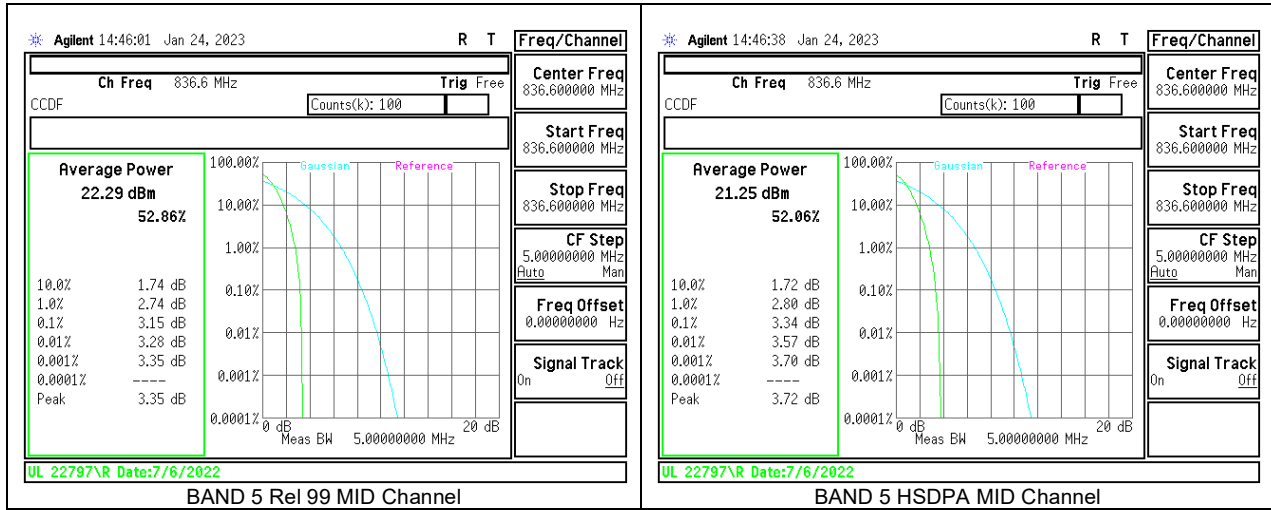 Agilent 14:46:01 Jan 24, 2023 R T
Freq/Channel
Ch Freq 836.6 MHz Trig Free
CCDF Counts(k): 100
Average Power
22.29 dBm
52.86%
10.0% 1.74 dB
1.0% 2.74 dB
0.1% 3.15 dB
0.01% 3.28 dB
0.001% 3.35 dB
0.0001% ----
Peak 3.35 dB
Gaussian Reference
100.00%
10.00%
1.00%
0.10%
0.01%
0.001%
0.0001%
0 dB 20 dB
Meas BW 5.00000000 MHz
Center Freq
836.600000 MHz
Start Freq
836.600000 MHz
Stop Freq
836.600000 MHz
CF Step
5.00000000 MHz
Auto Man
Freq Offset
0.00000000 Hz
Signal Track
On Off
UL 22797\R Date:7/6/2022
BAND 5 Rel 99 MID Channel
Agilent 14:46:38 Jan 24, 2023 R T
Freq/Channel
Ch Freq 836.6 MHz Trig Free
CCDF Counts(k): 100
Average Power
21.25 dBm
52.06%
10.0% 1.72 dB
1.0% 2.80 dB
0.1% 3.34 dB
0.01% 3.57 dB
0.001% 3.70 dB
0.0001% ----
Peak 3.72 dB
Gaussian Reference
100.00%
10.00%
1.00%
0.10%
0.01%
0.001%
0.0001%
0 dB 20 dB
Meas BW 5.00000000 MHz
Center Freq
836.600000 MHz
Start Freq
836.600000 MHz
Stop Freq
836.600000 MHz
CF Step
5.00000000 MHz
Auto Man
Freq Offset
0.00000000 Hz
Signal Track
On Off
UL 22797\R Date:7/6/2022
BAND 5 HSDPA MID Channel